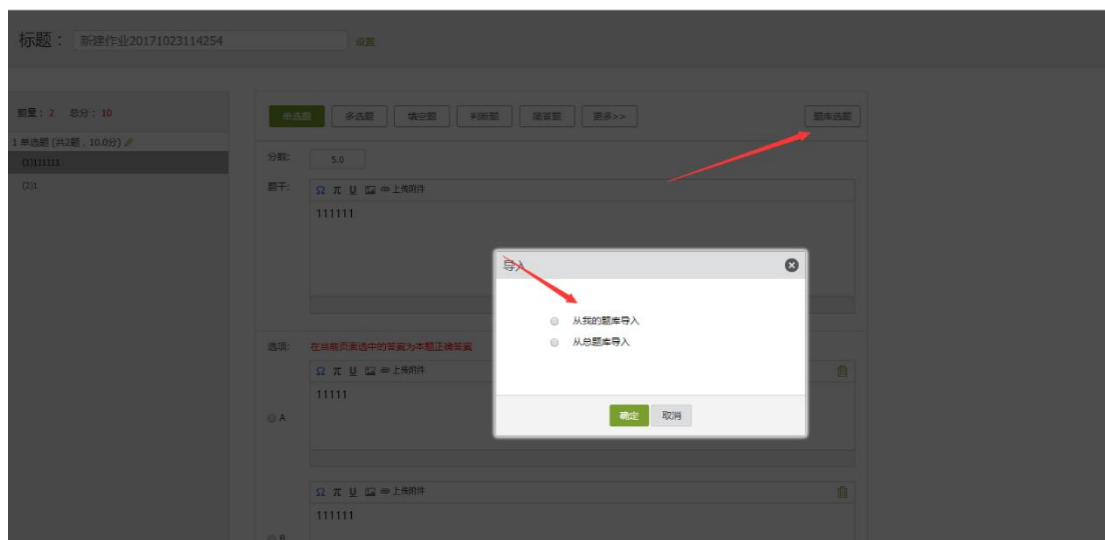 标题： 新建作业20171023114254 设置
题量：2 总分：10
单选题 多选题 填空题 判断题 简答题 更多>> 题库选题
1 单选题 (共2题，10.0分)
(1)111111
(2)1
分数： 5.0
题干： Ω π U 上传附件
111111
导入
从我的题库导入
从总题库导入
确定 取消
选项： 在当前页面选中的答案为本题正确答案
Ω π U 上传附件
11111
A
Ω π U 上传附件
111111
B